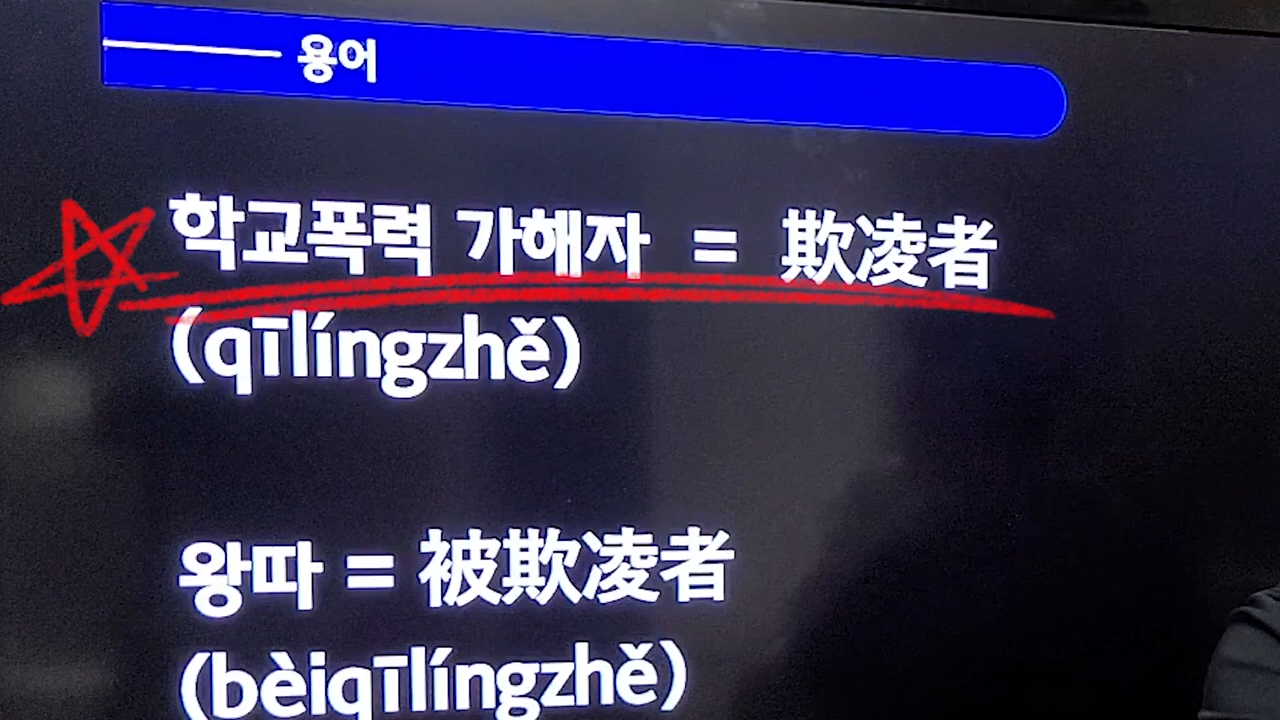 용어
학교폭력 가해자 = 欺凌者
(qīlíngzhě)
왕따 = 被欺凌者
(bèiqīlíngzhě)